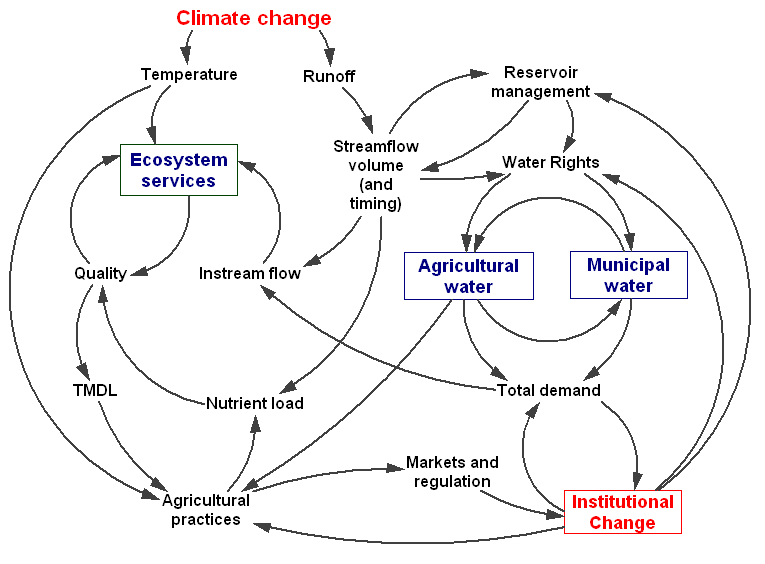 Climate change
Temperature
Runoff
Reservoir
management
Streamflow
volume
(and
timing)
Ecosystem
services
Water Rights
Quality
Instream flow
Agricultural
water
Municipal
water
TMDL
Nutrient load
Total demand
Markets and
regulation
Agricultural
practices
Institutional
Change